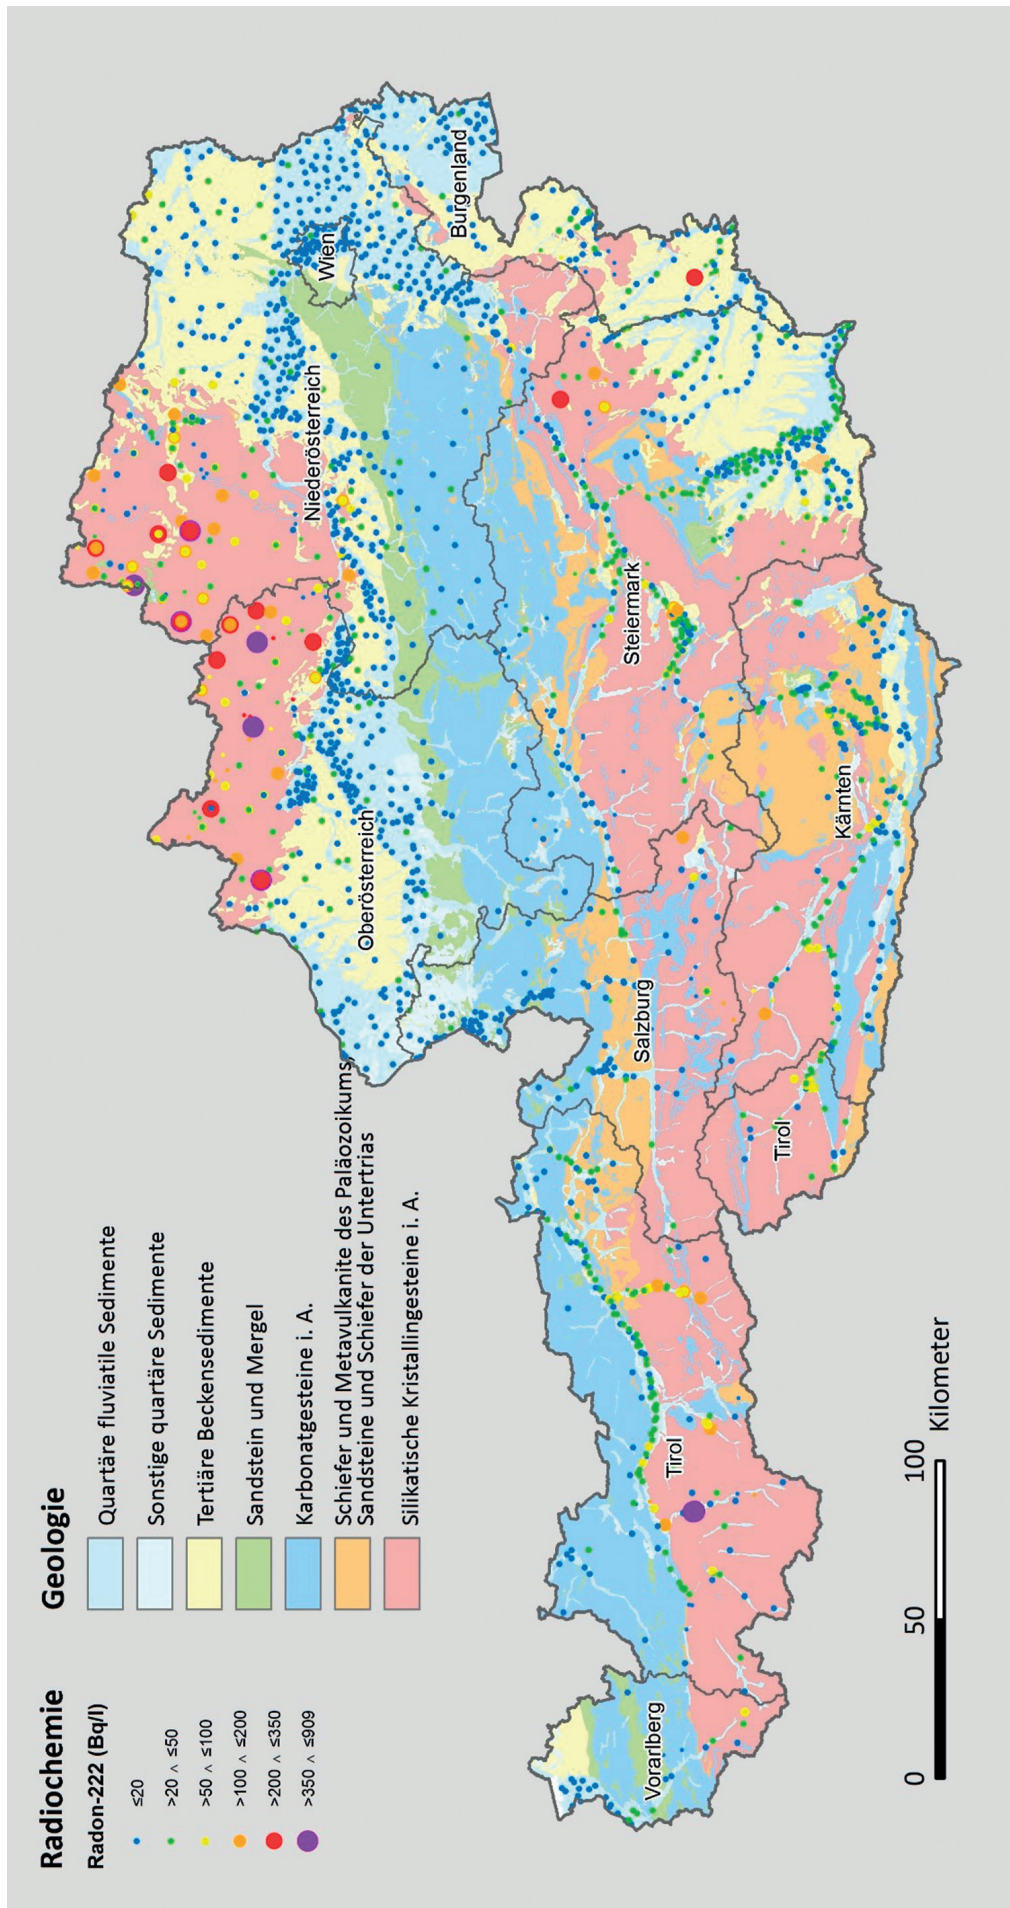 Radiochemie
Radon-222 (Bq/l)
≤20
>20 ∧ ≤50
>50 ∧ ≤100
>100 ∧ ≤200
>200 ∧ ≤350
>350 ∧ ≤909
Geologie
Quartäre fluviatile Sedimente
Sonstige quartäre Sedimente
Tertiäre Beckensedimente
Sandstein und Mergel
Karbonatgesteine i. A.
Schiefer und Metavulkanite des Paläozoikums,
Sandsteine und Schiefer der Untertrias
Silikatische Kristallingesteine i. A.
Niederösterreich
Wien
Burgenland
Oberösterreich
Steiermark
Salzburg
Kärnten
Tirol
Tirol
Vorarlberg
0 50 100
Kilometer